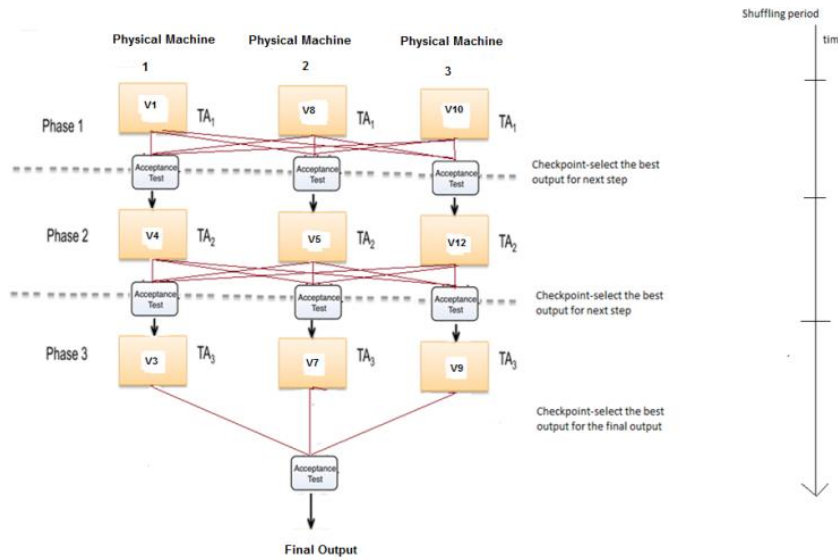 Shuffling period
time
Physical Machine
1
Physical Machine
2
Physical Machine
3
Phase 1
V1
TA1
V8
TA1
V10
TA1
Acceptance
Test
Acceptance
Test
Acceptance
Test
Checkpoint-select the best
output for next step
Phase 2
V4
TA2
V5
TA2
V12
TA2
Acceptance
Test
Acceptance
Test
Acceptance
Test
Checkpoint-select the best
output for next step
Phase 3
V3
TA3
V7
TA3
V9
TA3
Checkpoint-select the best
output for the final output
Acceptance
Test
Final Output